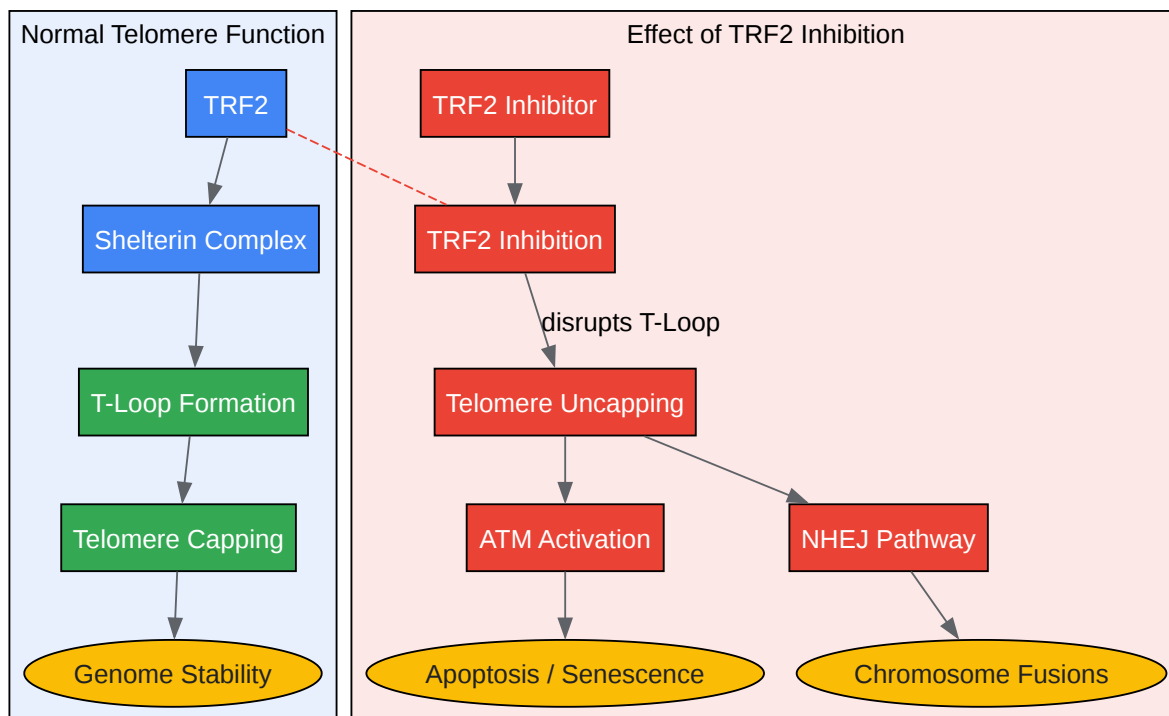 Normal Telomere Function
TRF2
Shelterin Complex
T-Loop Formation
Telomere Capping
Genome Stability
Effect of TRF2 Inhibition
TRF2 Inhibitor
TRF2 Inhibition
disrupts T-Loop
Telomere Uncapping
ATM Activation
NHEJ Pathway
Apoptosis / Senescence
Chromosome Fusions